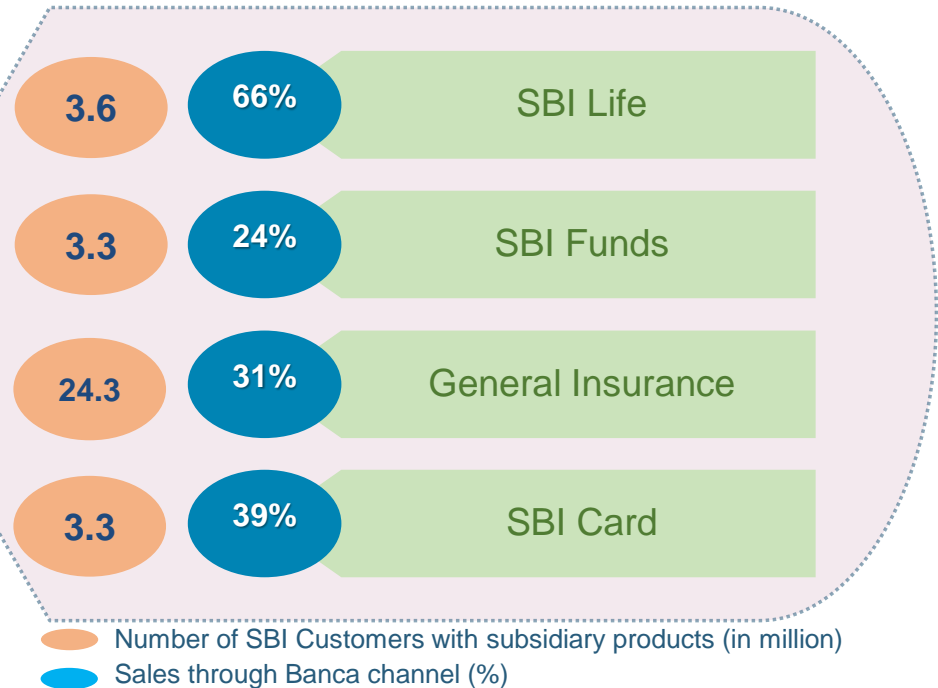 3.6 66% SBI Life
3.3 24% SBI Funds
24.3 31% General Insurance
3.3 39% SBI Card
Number of SBI Customers with subsidiary products (in million)
Sales through Banca channel (%)